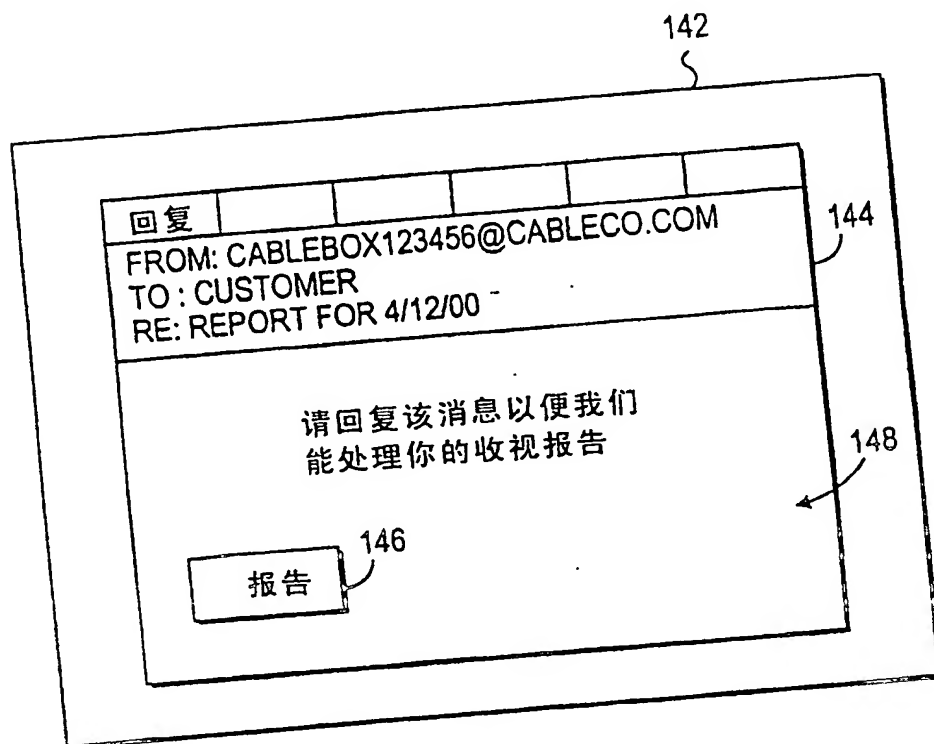 142
回复
FROM: CABLEBOX123456@CABLECO.COM
144
TO : CUSTOMER
RE: REPORT FOR 4/12/00
请回复该消息以便我们
能处理你的收视报告
148
146
报告